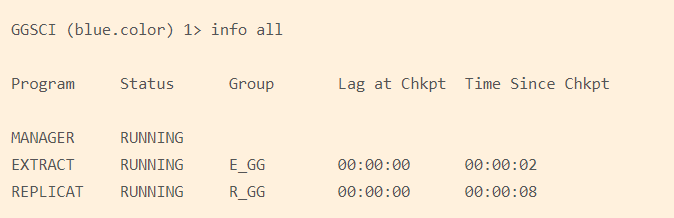 GGSCI (blue.color) 1> info all
Program Status Group Lag at Chkpt Time Since Chkpt
MANAGER RUNNING
EXTRACT RUNNING E_GG 00:00:00 00:00:02
REPLICAT RUNNING R_GG 00:00:00 00:00:08